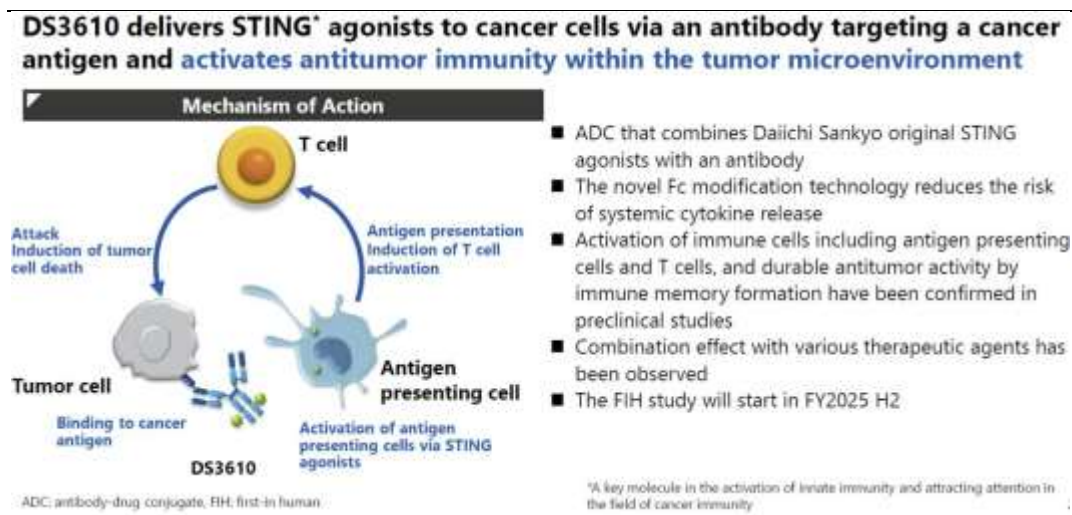 DS3610 delivers STING* agonists to cancer cells via an antibody targeting a cancer
antigen and activates antitumor immunity within the tumor microenvironment
Mechanism of Action
T cell
Attack
Induction of tumor
cell death
Antigen presentation
Induction of T cell
activation
Tumor cell
Antigen
presenting cell
Binding to cancer
antigen
Activation of antigen
presenting cells via STING
agonists
DS3610
■ ADC that combines Daiichi Sankyo original STING
agonists with an antibody
■ The novel Fc modification technology reduces the risk
of systemic cytokine release
■ Activation of immune cells including antigen presenting
cells and T cells, and durable antitumor activity by
immune memory formation have been confirmed in
preclinical studies
■ Combination effect with various therapeutic agents has
been observed
■ The FIH study will start in FY2025 H2
ADC: antibody-drug conjugate, FIH: first-in human
*A key molecule in the activation of innate immunity and attracting attention in
the field of cancer immunity